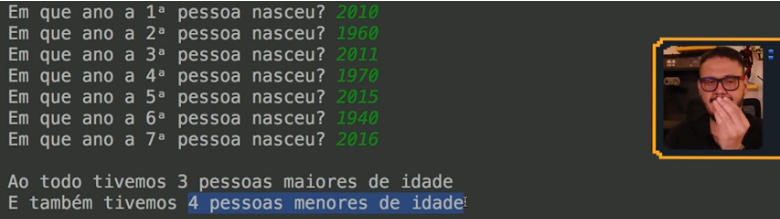 Em que ano a 1ª pessoa nasceu? 2010
Em que ano a 2ª pessoa nasceu? 1960
Em que ano a 3ª pessoa nasceu? 2011
Em que ano a 4ª pessoa nasceu? 1970
Em que ano a 5ª pessoa nasceu? 2015
Em que ano a 6ª pessoa nasceu? 1940
Em que ano a 7ª pessoa nasceu? 2016
Ao todo tivemos 3 pessoas maiores de idade
E também tivemos 4 pessoas menores de idade